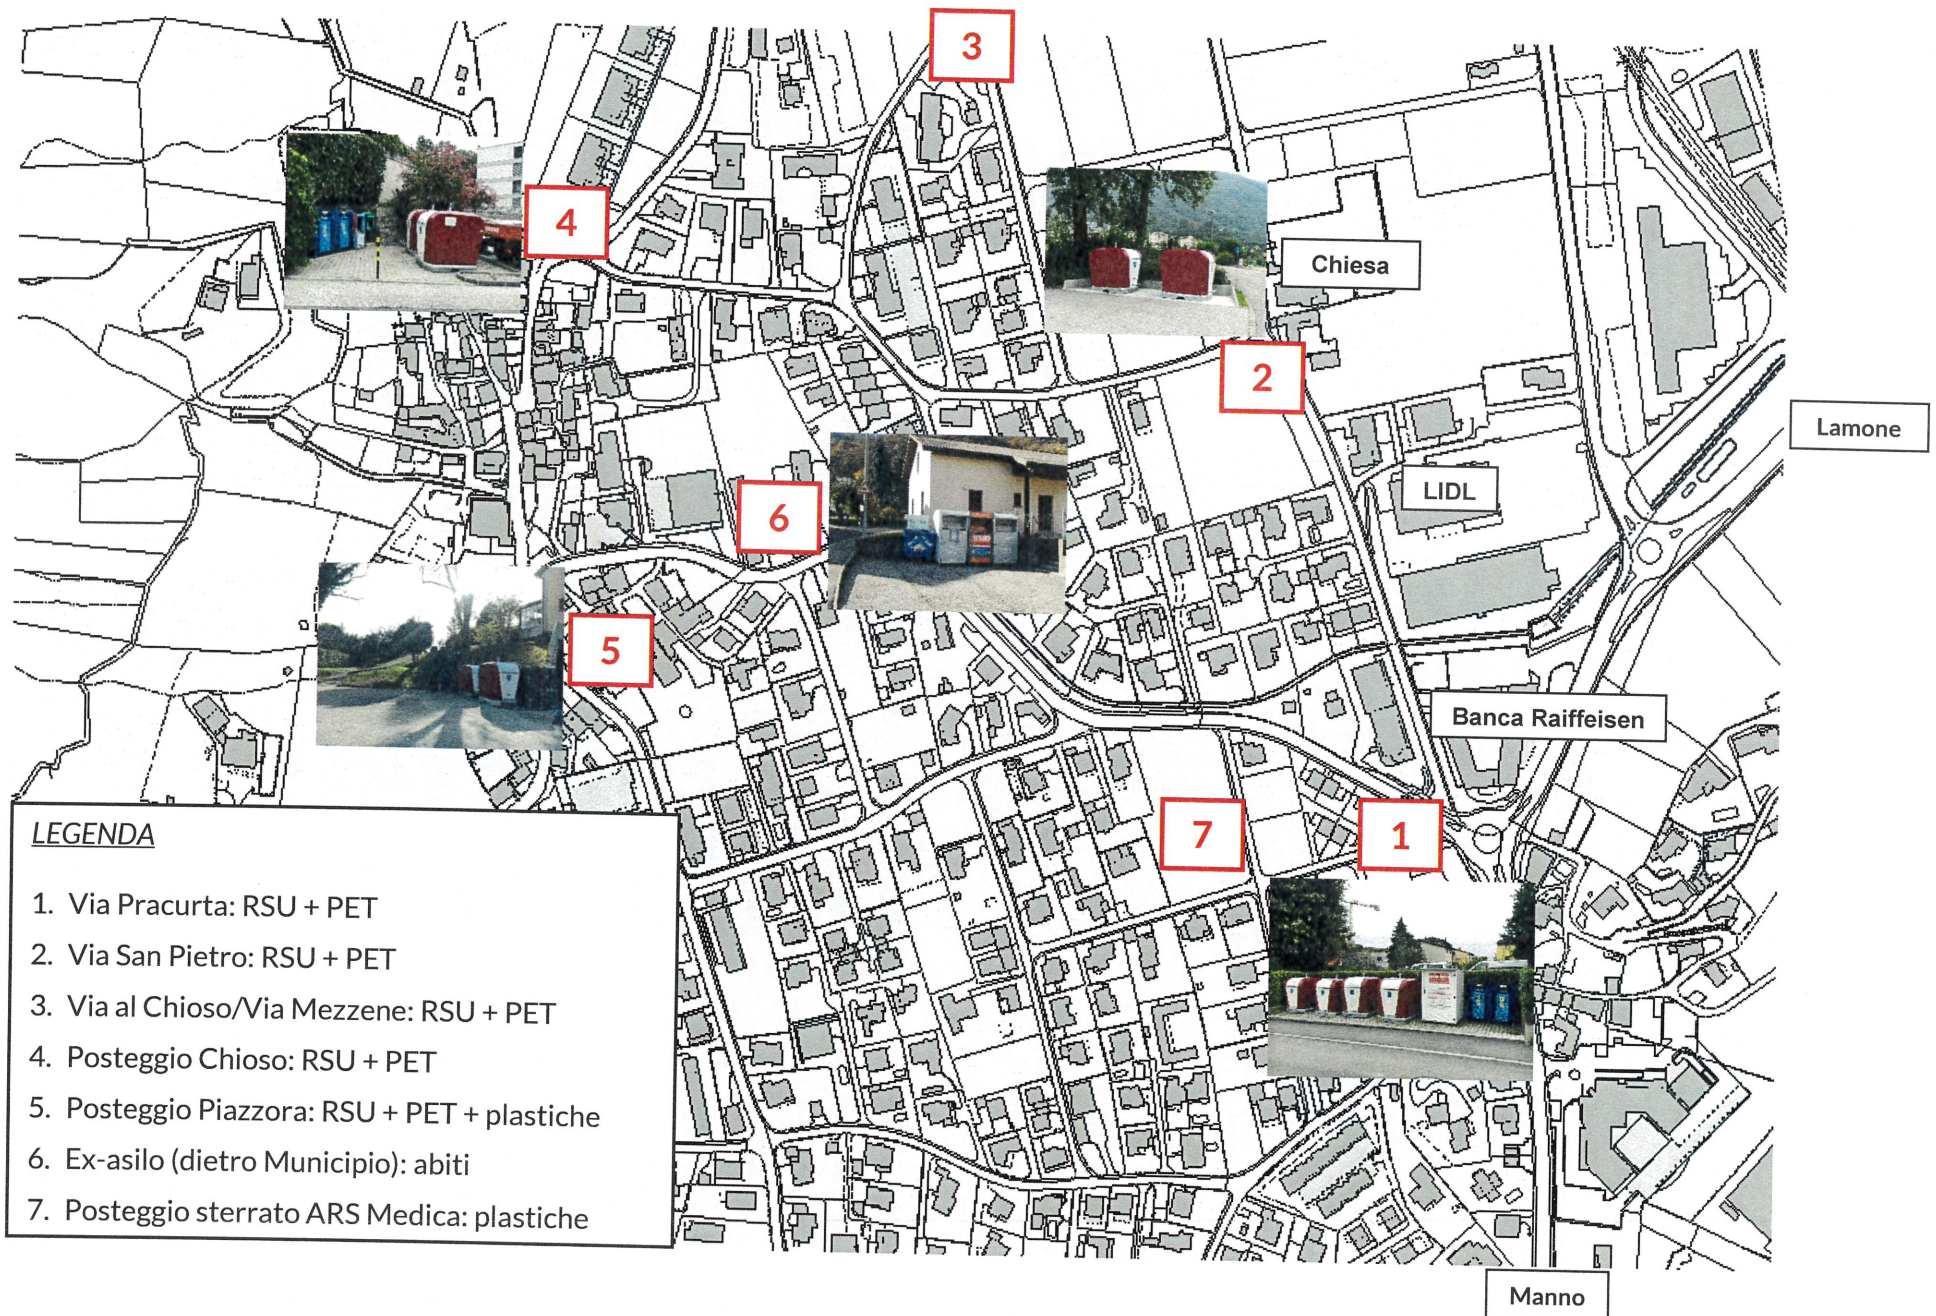 3
4
Chiesa
2
Lamone
LIDL
6
5
Banca Raiffeisen
7
1
LEGENDA
1. Via Pracurta: RSU + PET
2. Via San Pietro: RSU + PET
3. Via al Chioso/Via Mezzene: RSU + PET
4. Posteggio Chioso: RSU + PET
5. Posteggio Piazzora: RSU + PET + plastiche
6. Ex-asilo (dietro Municipio): abiti
7. Posteggio sterrato ARS Medica: plastiche
Manno